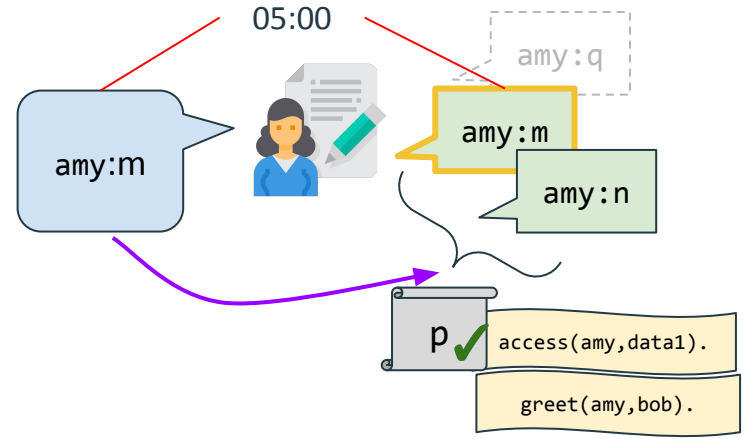 05:00
amy:q
amy:m
amy:m
amy:n
p
access(amy,data1).
greet(amy,bob).